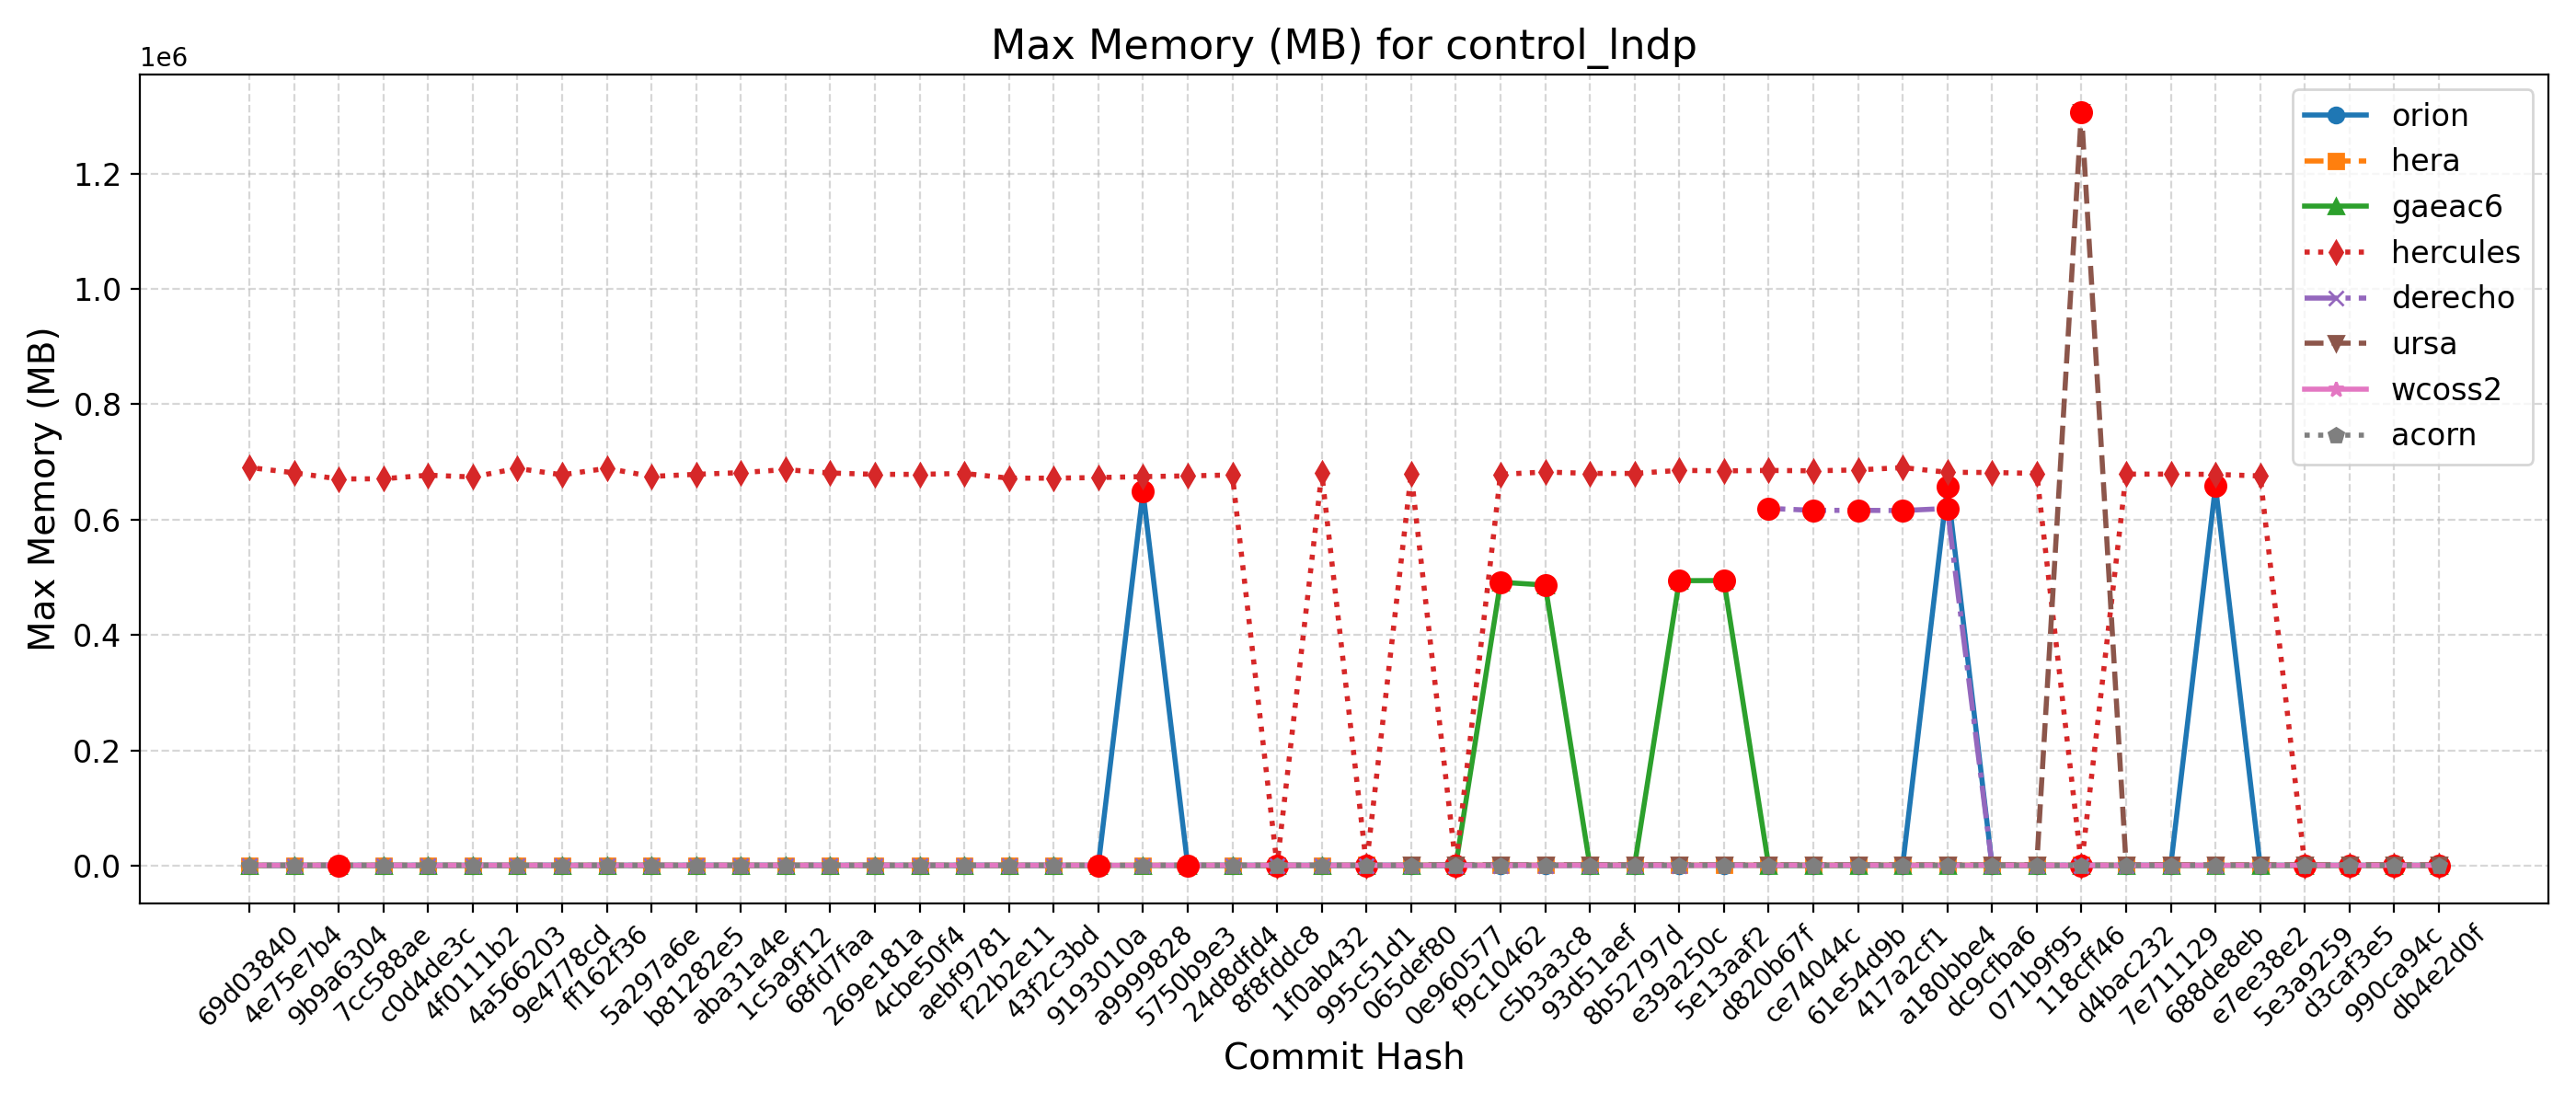 Max Memory (MB) for control_lndp
1e6
1.2
1.0
0.8
0.6
0.4
0.2
0.0
Max Memory (MB)
orion
hera
gaeac6
hercules
derecho
ursa
wcoss2
acorn
69d03840
4e75e7b4
9b9a6304
7cc588ae
c0d4de3c
4f0111b2
4a566203
9e4778cd
ff162f36
5a297a6e
b81282e5
aba31a4e
1c5a9f12
68fd7faa
269e181a
4cbe50f4
aebf9781
f22b2e11
43f2c3bd
9193010a
a9999828
5750b9e3
24d8dfd4
8f8fddc8
1f0ab432
995c51d1
065def80
0e960577
f9c10462
c5b3a3c8
93d51aef
8b52797d
e39a250c
5e13aaf2
d820b67f
ce74044c
61e54d9b
417a2cf1
a180bbe4
dc9cfba6
071b9f95
118cff46
d4bac232
7e711129
688de8eb
e7ee38e2
5e3a9259
d3caf3e5
990ca94c
db4e2d0f
Commit Hash